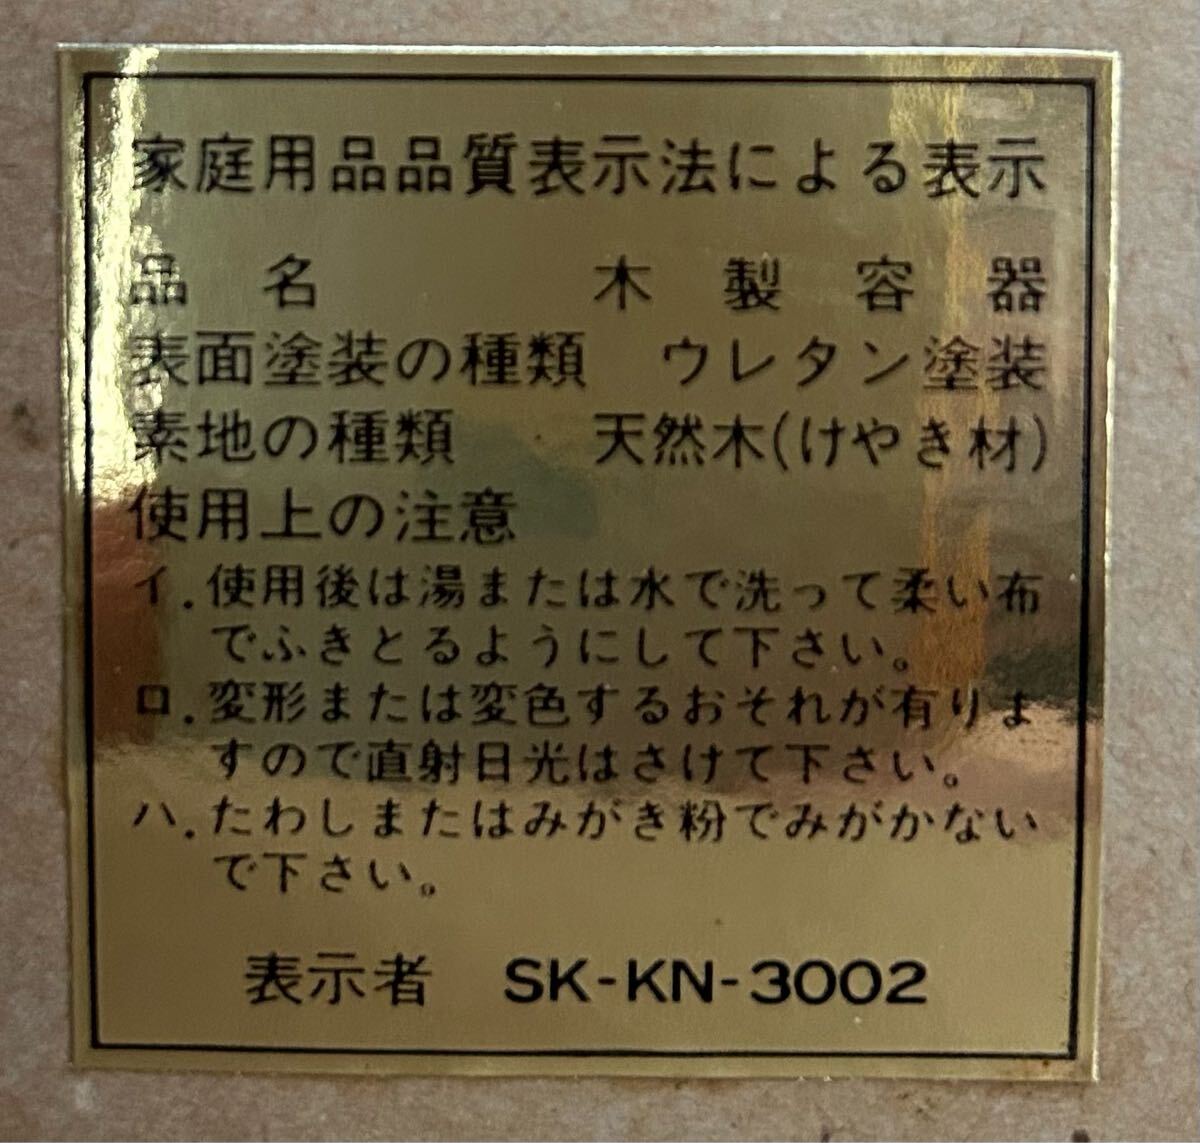 家庭用品品質表示法による表示
品名 木製容器
表面塗装の種類 ウレタン塗装
素地の種類 天然木(けやき材)
使用上の注意
イ.使用後は湯または水で洗って柔い布
でふきとるようにして下さい。
ロ.変形または変色するおそれが有りま
すので直射日光はさけて下さい。
ハ.たわしまたはみがき粉でみがかない
で下さい。
表示者 SK-KN-3002